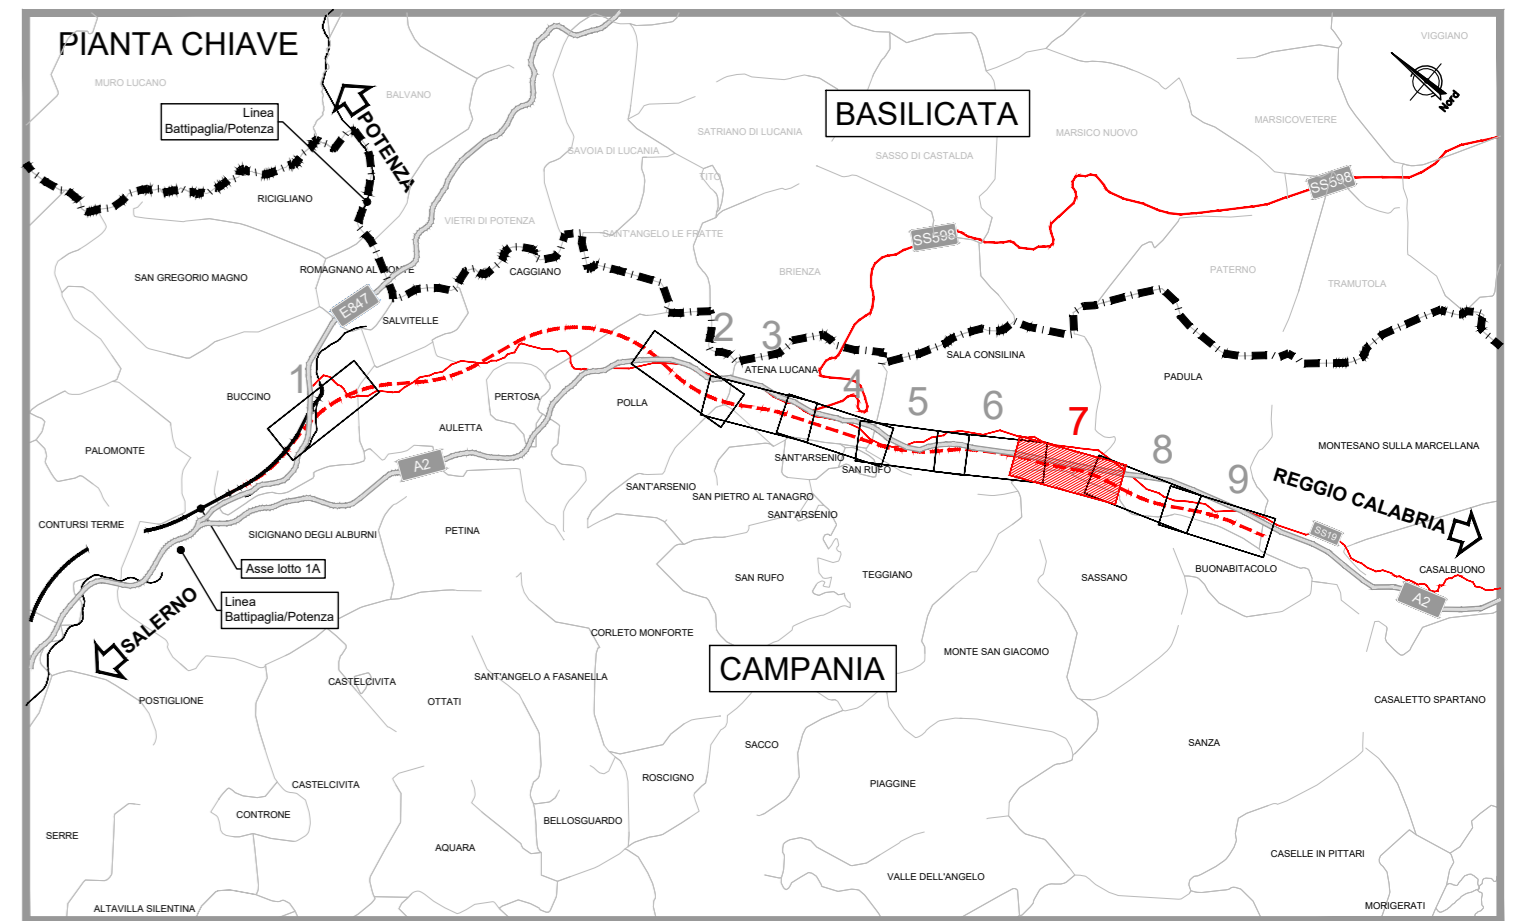 PIANTA CHIAVE
VIGGIANO
MURO LUCANO
BALVANO
Nord
Linea
Battipaglia/Potenza
POTENZA
BASILICATA
SATRIANO DI LUCANIA
MARSICO NUOVO
MARSICOVETERE
SAVOIA DI LUCANIA
SASSO DI CASTALDA
TITO
SS598
RICIGLIANO
VIETRI DI POTENZA
SANT'ANGELO LE FRATTE
SS598
SAN GREGORIO MAGNO
ROMAGNANO AL MONTE
CAGGIANO
BRIENZA
PATERNO
TRAMUTOLA
E847
SALVITELLE
2
3
SALA CONSILINA
ATENA LUCANA
PADULA
1
BUCCINO
PERTOSA
POLLA
4
5
6
7
AULETTA
PALOMONTE
A2
SANT'ARSENIO
SAN RUFO
8
MONTESANO SULLA MARCELLANA
SANT'ARSENIO
SAN PIETRO AL TANAGRO
SANT'ARSENIO
9
REGGIO CALABRIA
CONTURSI TERME
SICIGNANO DEGLI ALBURNI
PETINA
SS19
Asse lotto 1A
SAN RUFO
TEGGIANO
SASSANO
BUONABITACOLO
CASALBUONO
A2
Linea
Battipaglia/Potenza
SALERNO
CORLETO MONFORTE
CAMPANIA
MONTE SAN GIACOMO
POSTIGLIONE
CASTELCIVITA
OTTATI
SANT'ANGELO A FASANELLA
CASALETTO SPARTANO
SACCO
SANZA
ROSCIGNO
PIAGGINE
CASTELCIVITA
CONTRONE
BELLOSGUARDO
SERRE
AQUARA
CASELLE IN PITTARI
VALLE DELL'ANGELO
ALTAVILLA SILENTINA
MORIGERATI